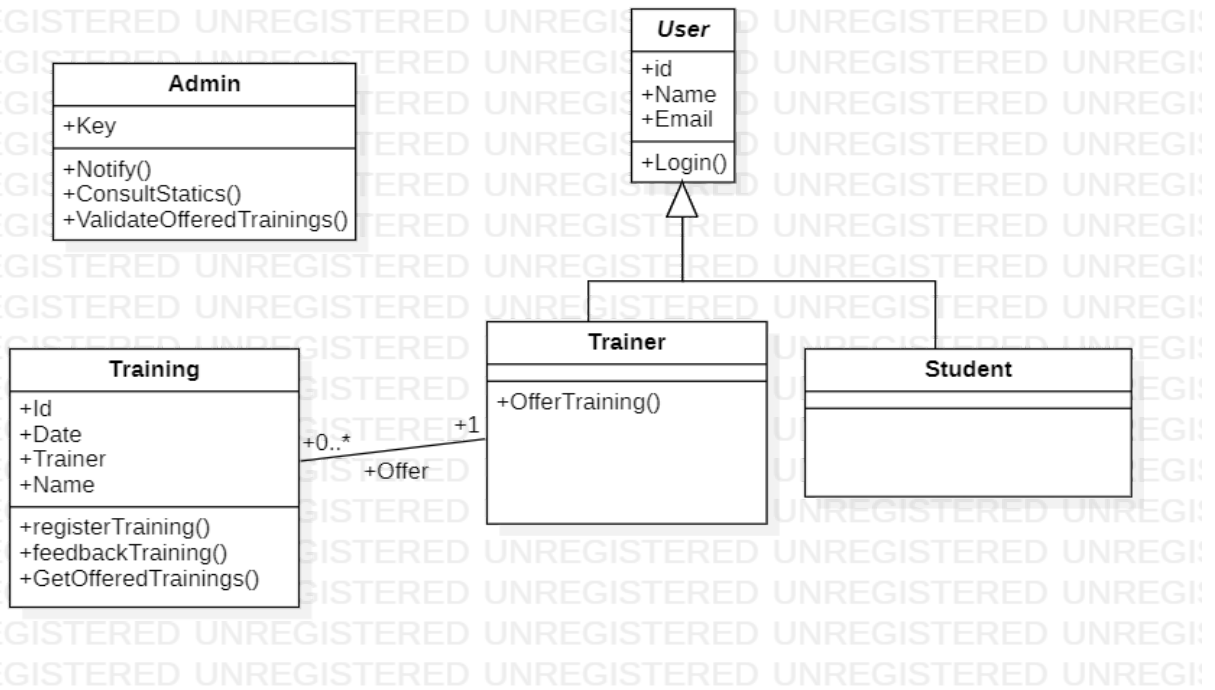 User
+id
+Name
+Email
+Login()
Admin
+Key
+Notify()
+ConsultStatics()
+ValidateOfferedTrainings()
Trainer
+OfferTraining()
Student
Training
+Id
+Date
+Trainer
+Name
+registerTraining()
+feedbackTraining()
+GetOfferedTrainings()
+0..*
+1
+Offer
UNREGISTERED